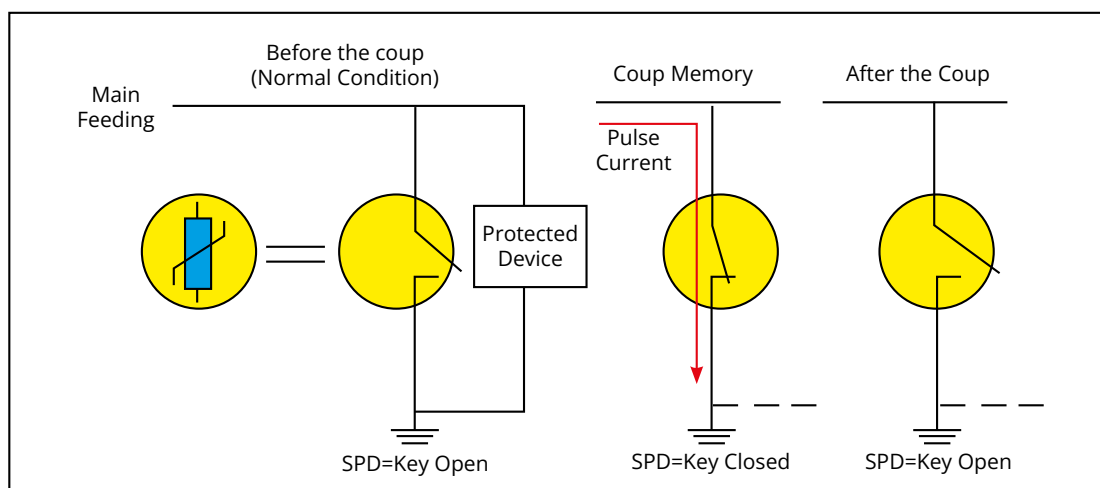 Before the coup
(Normal Condition)
Main
Feeding
Protected
Device
SPD=Key Open
Coup Memory
Pulse
Current
SPD=Key Closed
After the Coup
SPD=Key Open